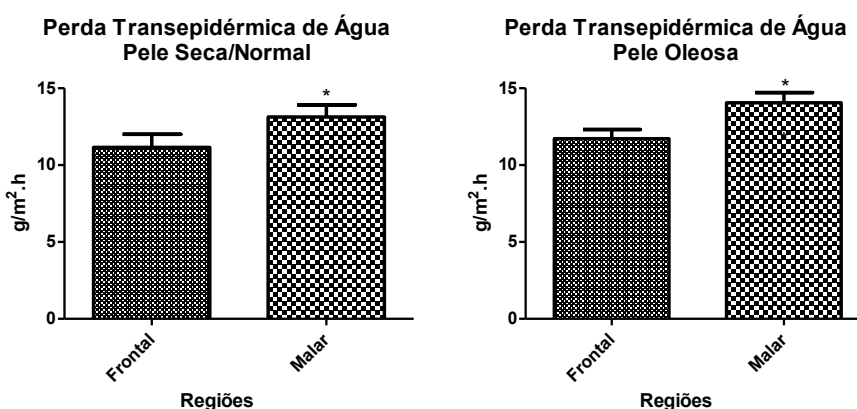 Perda Transepidérmica de Água
Pele Seca/Normal
15
10
5
0
g/m².h
*
Frontal
Malar
Regiões
Perda Transepidérmica de Água
Pele Oleosa
15
10
5
0
g/m².h
*
Frontal
Malar
Regiões